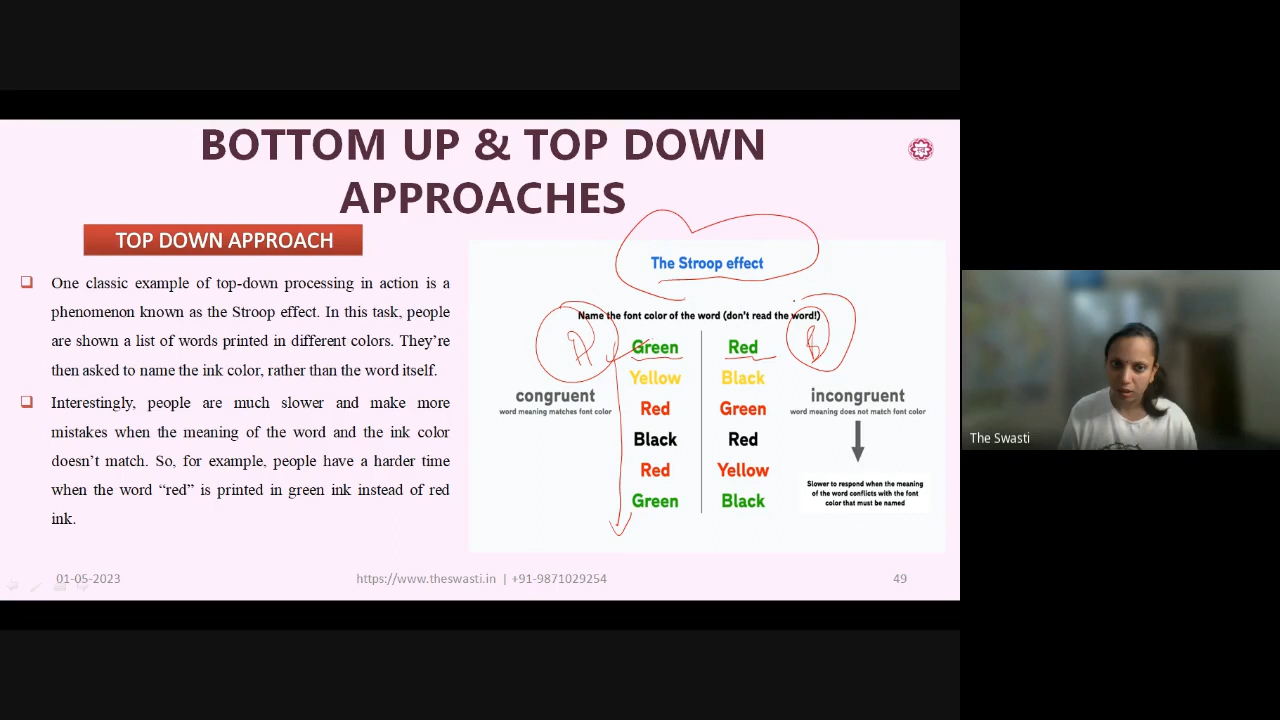 BOTTOM UP & TOP DOWN
APPROACHES
TOP DOWN APPROACH
One classic example of top-down processing in action is a
phenomenon known as the Stroop effect. In this task, people
are shown a list of words printed in different colors. They're
then asked to name the ink color, rather than the word itself.
Interestingly, people are much slower and make more
mistakes when the meaning of the word and the ink color
doesn't match. So, for example, people have a harder time
when the word “red” is printed in green ink instead of red
ink.
The Stroop effect
Name the font color of the word (don't read the word!)
A
B
congruent
word meaning matches font color
Green
Yellow
Red
Black
Red
Green
Red
Black
Green
Red
Yellow
Black
incongruent
word meaning does not match font color
Slower to respond when the meaning
of the word conflicts with the font
color that must be named
01-05-2023
https://www.theswasti.in | +91-9871029254
49
The Swasti